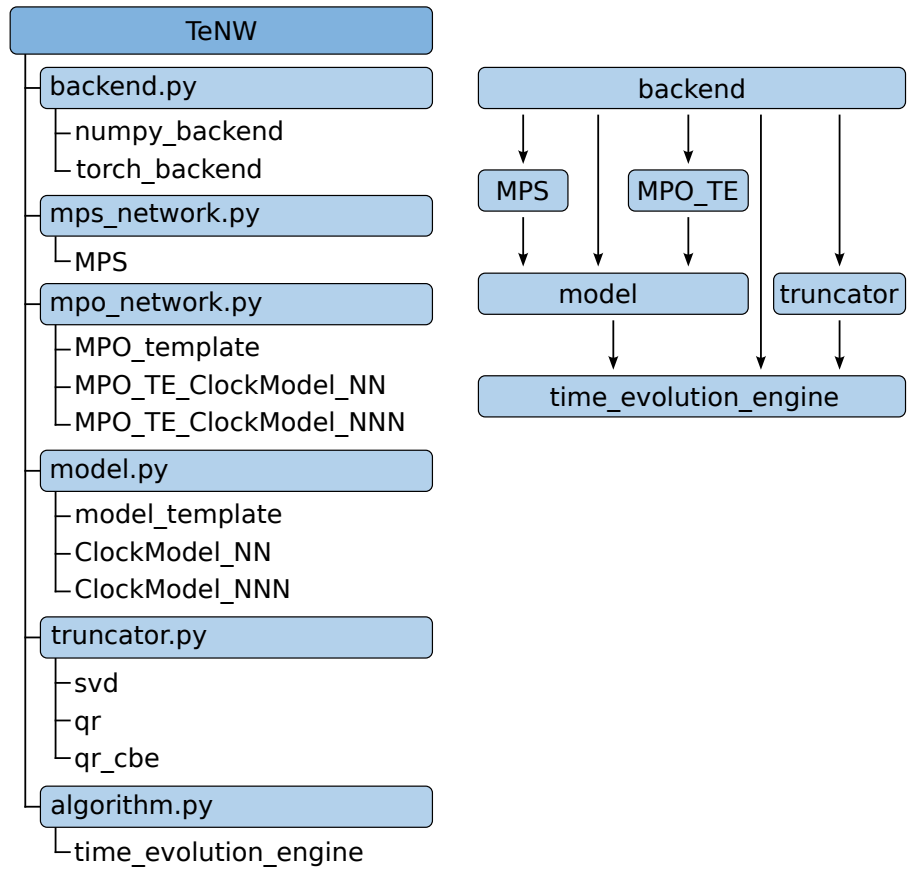 TeNW
backend.py
numpy_backend
torch_backend
mps_network.py
MPS
mpo_network.py
MPO_template
MPO_TE_ClockModel_NN
MPO_TE_ClockModel_NNN
model.py
model_template
ClockModel_NN
ClockModel_NNN
truncator.py
svd
qr
qr_cbe
algorithm.py
time_evolution_engine
backend
MPS
MPO_TE
model
truncator
time_evolution_engine